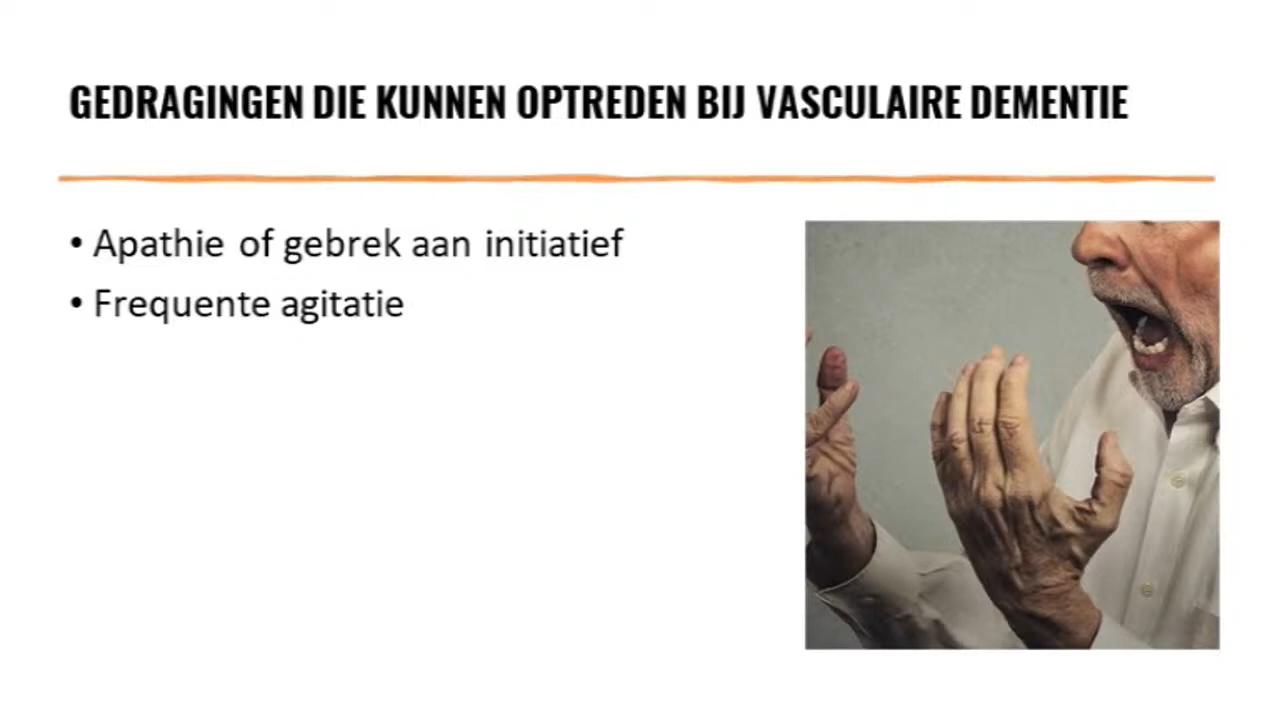 GEDRAGINGEN DIE KUNNEN OPTREDEN BIJ VASCULAIRE DEMENTIE
• Apathie of gebrek aan initiatief
• Frequente agitatie